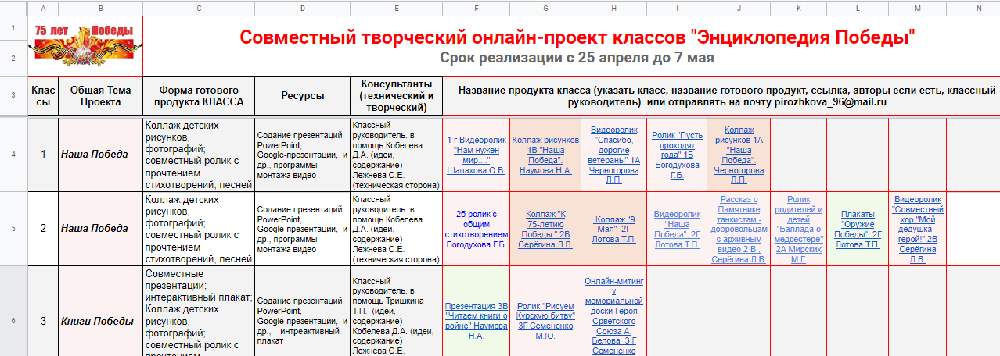 A B C D E F G H I J K L M N
1
75 лет Победы
Совместный творческий онлайн-проект классов "Энциклопедия Победы"
2
Срок реализации с 25 апреля до 7 мая
3
Клас
сы
Общая Тема
Проекта
Форма готового
продукта КЛАССА
Ресурсы
Консультанты
(технический и
творческий)
Название продукта класса (указать класс, название готового продукт, ссылка, авторы если есть, классный
руководитель) или отправлять на почту pirozhkova_96@mail.ru
4
1
Наша Победа
Коллаж детских
рисунков,
фотографий;
совместный ролик с
прочтением
стихотворений, песней
Содание презентаций
PowerPoint,
Google-презентации, и
др., программы
монтажа видео
Классный
руководитель. в
помощь Кобелева
Д.А. (идеи,
содержание)
Лежнева С.Е.
(техническая сторона)
1 г Видеоролик
"Нам нужен
мир...."
Шалахова О.В.
Коллаж рисунков
1В "Наша
Победа".
Наумова Н.А.
Видеоролик
"Спасибо,
дорогие
ветераны" 1А
Черногорова
Л.П.
Ролик "Пусть
проходят
года" 1Б
Богодухова
Г.Б.
Коллаж
рисунков 1А
"Наша
Победа".
Черногорова
Л.П.
5
2
Наша Победа
Коллаж детских
рисунков,
фотографий;
совместный ролик с
прочтением
стихотворений, песней
Содание презентаций
PowerPoint,
Google-презентации, и
др., программы
монтажа видео
Классный
руководитель. в
помощь Кобелева
Д.А. (идеи,
содержание)
Лежнева С.Е.
(техническая сторона)
2б ролик с
общим
стихотворением
Богодухова Г.Б.
Коллаж "К
75-летию
Победы " 2В
Серёгина Л.В.
Коллаж "9
Мая" 2Г
Лотова Т.П.
Видеоролик
"Наша
Победа". 2Г
Лотова Т.П.
Рассказ о
Памятнике
танкистам -
добровольцам
с архивным
видео 2 В ,
Серёгина Л.В.
Ролик
родителей и
детей
"Баллада о
медсестере"
2А Мирских
М.Г.
Плакаты
"Оружие
Победы" 2Г
Лотова Т.П.
Видеоролик
"Совместный
хор "Мой
дедушка -
герой!" 2В
Серёгина
Л.В.
6
3
Книги Победы
Совместные
презентации;
интерактивный плакат;
Коллаж детских
рисунков,
фотографий;
совместный ролик с
прочтением
Содание презентаций
PowerPoint,
Google-презентации, и
др., интреактивный
плакат
Классный
руководитель. в
помощь Тришкина
Т.П. (идеи,
содержание)
Кобелева Д.А. (идеи,
содержание)
Лежнева С.Е.
Презентация 3В
"Читаем книги о
войне" Наумова
Н.А.
Ролик "Рисуем
Курскую битву"
3Г Семененко
М.Ю.
Онлайн-митинг
у
мемориальной
доски Героя
Срветского
Союза А.
Белова 3 Г
Семененко